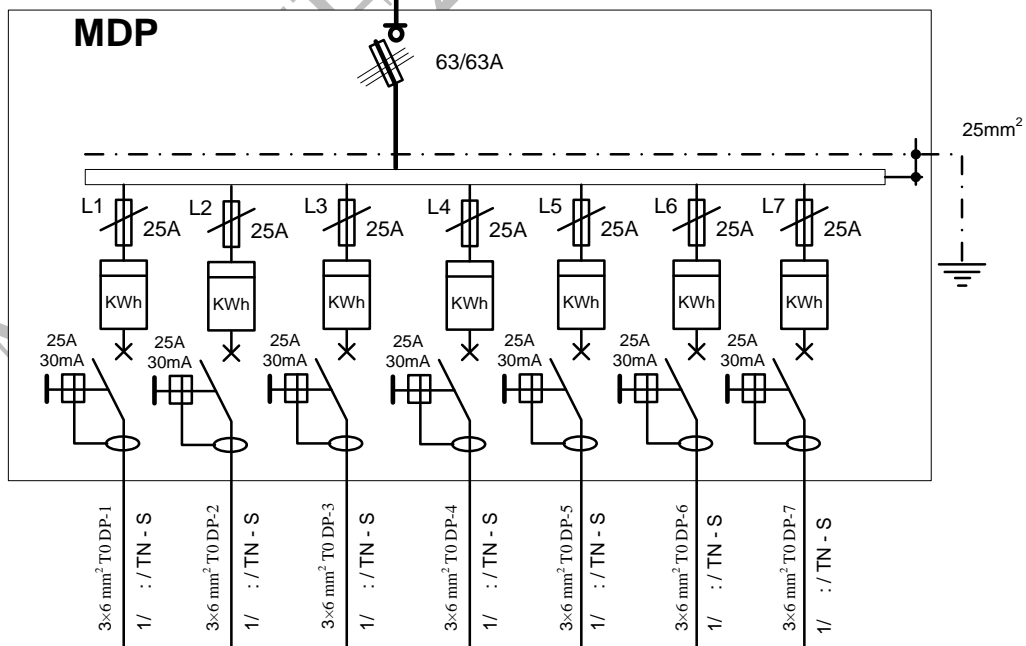 MDP
63/63A
25mm²
L1 L2 L3 L4 L5 L6 L7
25A 25A 25A 25A 25A 25A 25A
KWh KWh KWh KWh KWh KWh KWh
25A 25A 25A 25A 25A 25A 25A
30mA 30mA 30mA 30mA 30mA 30mA 30mA
3×6 mm² T0 DP-1
1/ : / TN - S
3×6 mm² T0 DP-2
1/ : / TN - S
3×6 mm² T0 DP-3
1/ : / TN - S
3×6 mm² T0 DP-4
1/ : / TN - S
3×6 mm² T0 DP-5
1/ : / TN - S
3×6 mm² T0 DP-6
1/ : / TN - S
3×6 mm² T0 DP-7
1/ : / TN - S